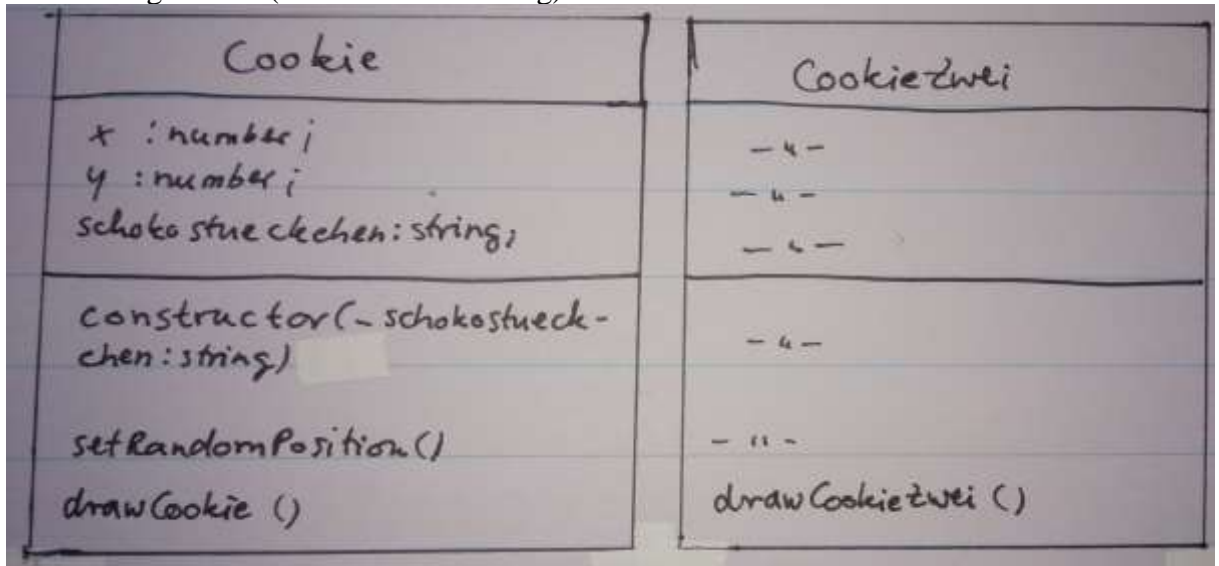 Cookie
x : number;
y : number;
schokostueckchen: string;
constructor(_schokostueck-
chen: string)
setRandomPosition()
drawCookie ()
CookieZwei
— " —
— " —
— " —
— " —
— " —
drawCookieZwei ()